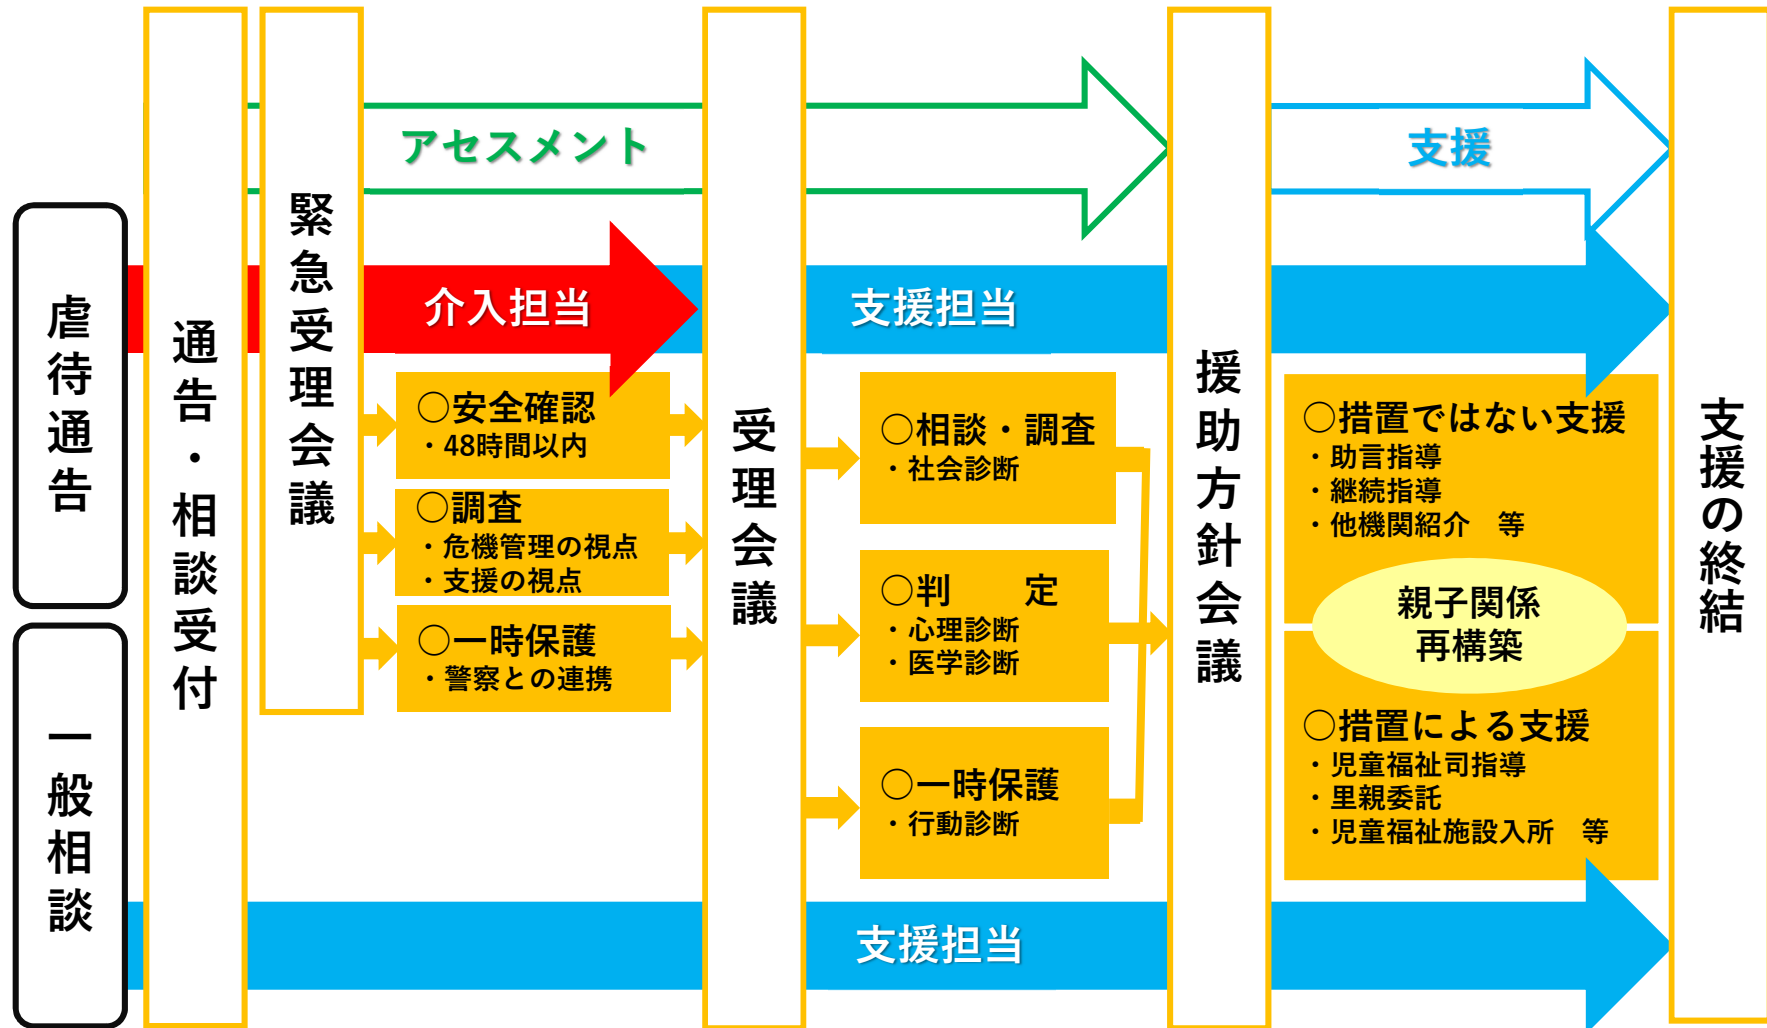 アセスメント
支援
虐待通告
一般相談
通告・相談受付
緊急受理会議
介入担当
○安全確認
・48時間以内
○調査
・危機管理の視点
・支援の視点
○一時保護
・警察との連携
受理会議
支援担当
○相談・調査
・社会診断
○判　　定
・心理診断
・医学診断
○一時保護
・行動診断
援助方針会議
○措置ではない支援
・助言指導
・継続指導
・他機関紹介　等
親子関係
再構築
○措置による支援
・児童福祉司指導
・里親委託
・児童福祉施設入所　等
支援担当
支援の終結